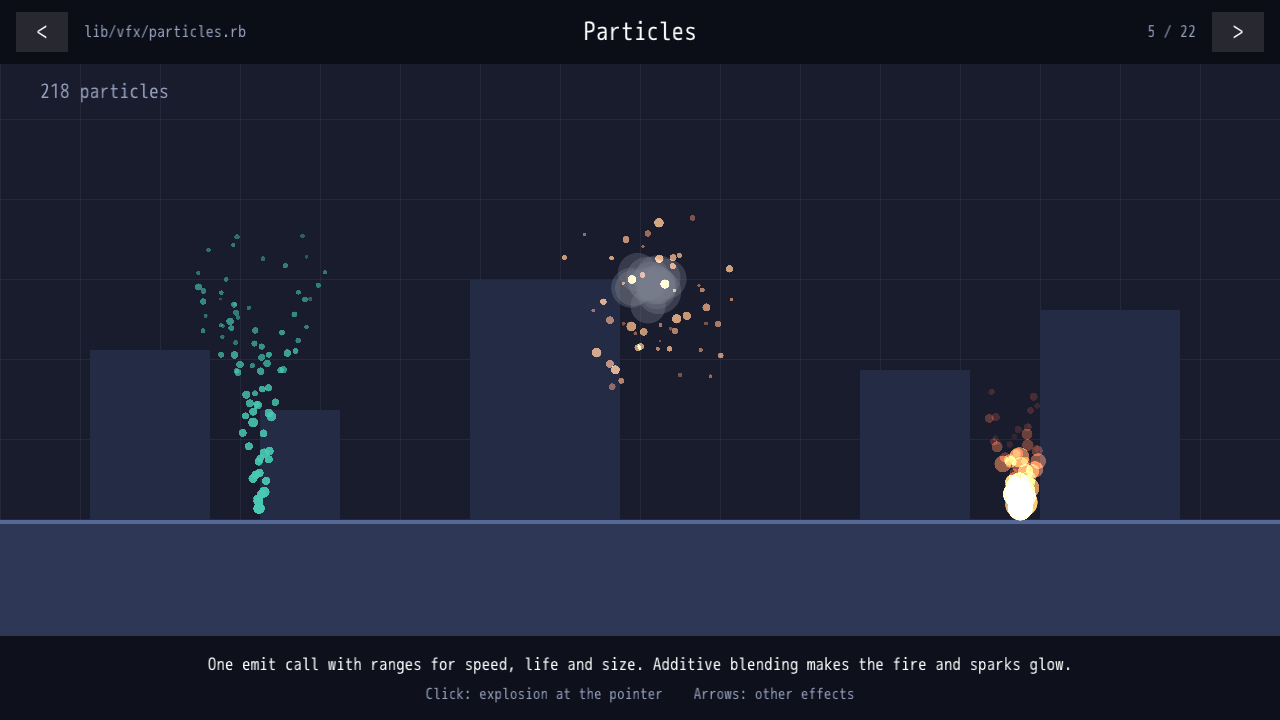 <
lib/vfx/particles.rb
Particles
5 / 22
>
218 particles
One emit call with ranges for speed, life and size. Additive blending makes the fire and sparks glow.
Click: explosion at the pointer    Arrows: other effects